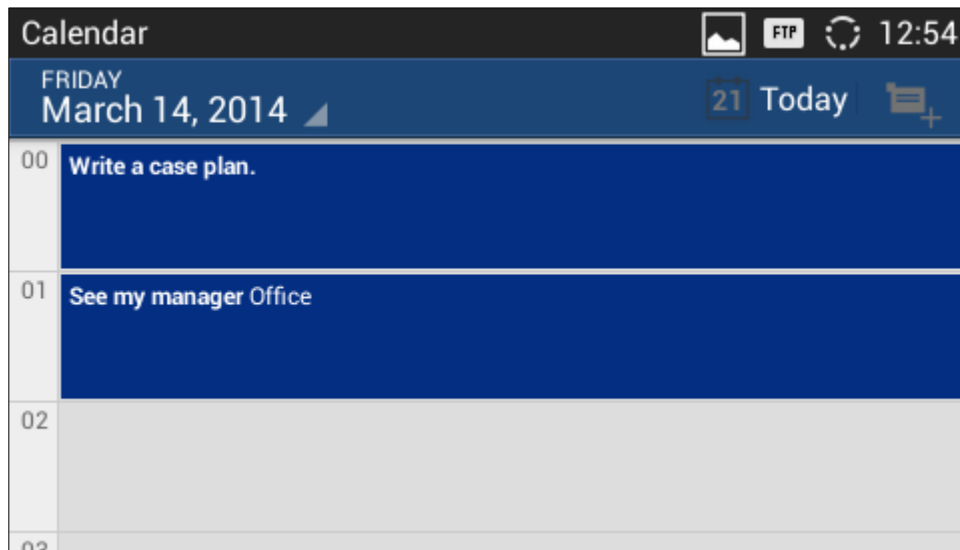 Calendar FTP 12:54
FRIDAY
March 14, 2014 21 Today
00 Write a case plan.
01 See my manager Office
02
03